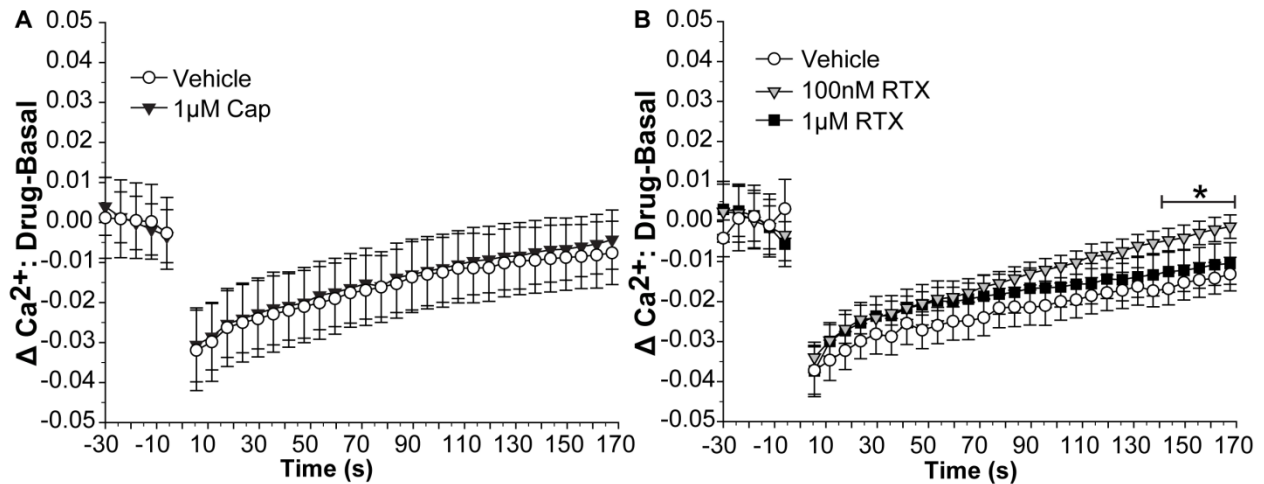 A
0.05
0.04
0.03
0.02
0.01
0.00
-0.01
-0.02
-0.03
-0.04
-0.05
Δ Ca2+: Drug-Basal
Vehicle
1μM Cap
-30 -10 10 30 50 70 90 110 130 150 170
Time (s)
B
0.05
0.04
0.03
0.02
0.01
0.00
-0.01
-0.02
-0.03
-0.04
-0.05
Δ Ca2+: Drug-Basal
Vehicle
100nM RTX
1μM RTX
*
-30 -10 10 30 50 70 90 110 130 150 170
Time (s)